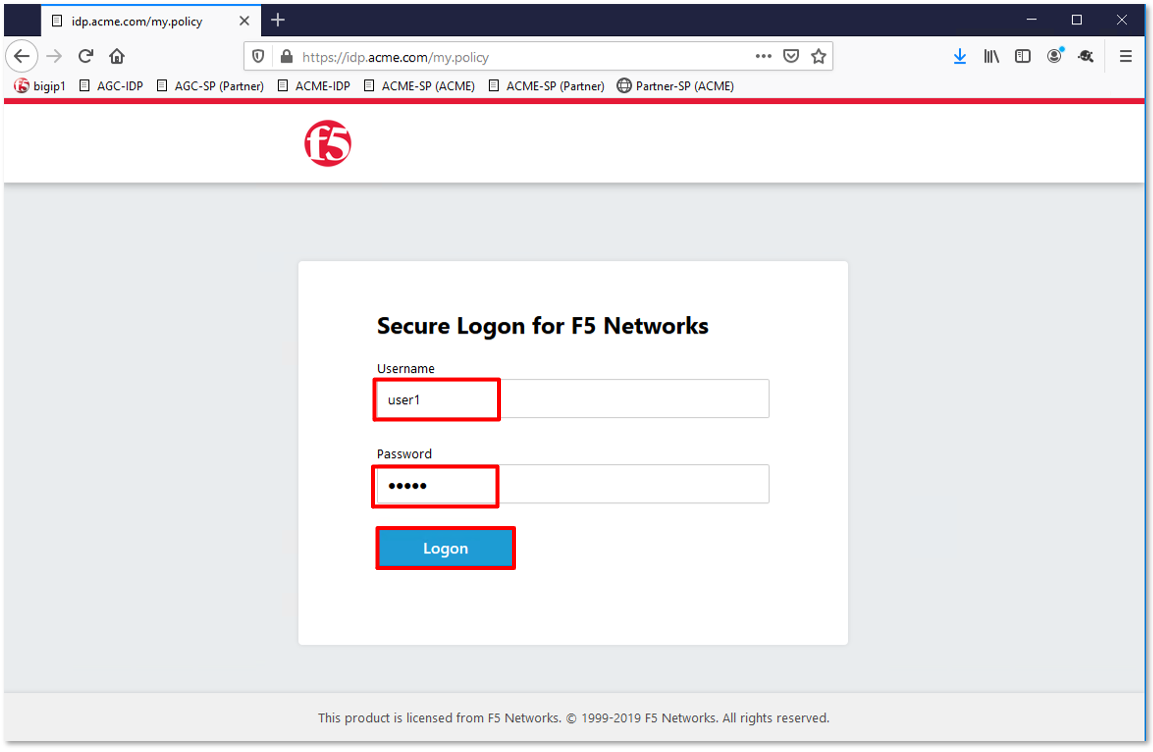 idp.acme.com/my.policy
https://idp.acme.com/my.policy
bigip1 AGC-IDP AGC-SP (Partner) ACME-IDP ACME-SP (ACME) ACME-SP (Partner) Partner-SP (ACME)
f5
Secure Logon for F5 Networks
Username
user1
Password
•••••
Logon
This product is licensed from F5 Networks. © 1999-2019 F5 Networks. All rights reserved.